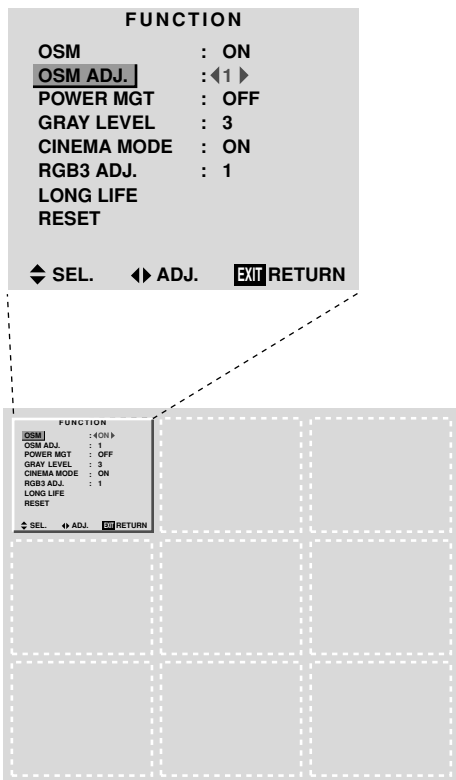 FUNCTION
OSM : ON
OSM ADJ. : 1
POWER MGT : OFF
GRAY LEVEL : 3
CINEMA MODE : ON
RGB3 ADJ. : 1
LONG LIFE
RESET
SEL. ADJ. EXIT RETURN
FUNCTION
OSM : ON
OSM ADJ. : 1
POWER MGT : OFF
GRAY LEVEL : 3
CINEMA MODE : ON
RGB3 ADJ. : 1
LONG LIFE
RESET
SEL. ADJ. EXIT RETURN